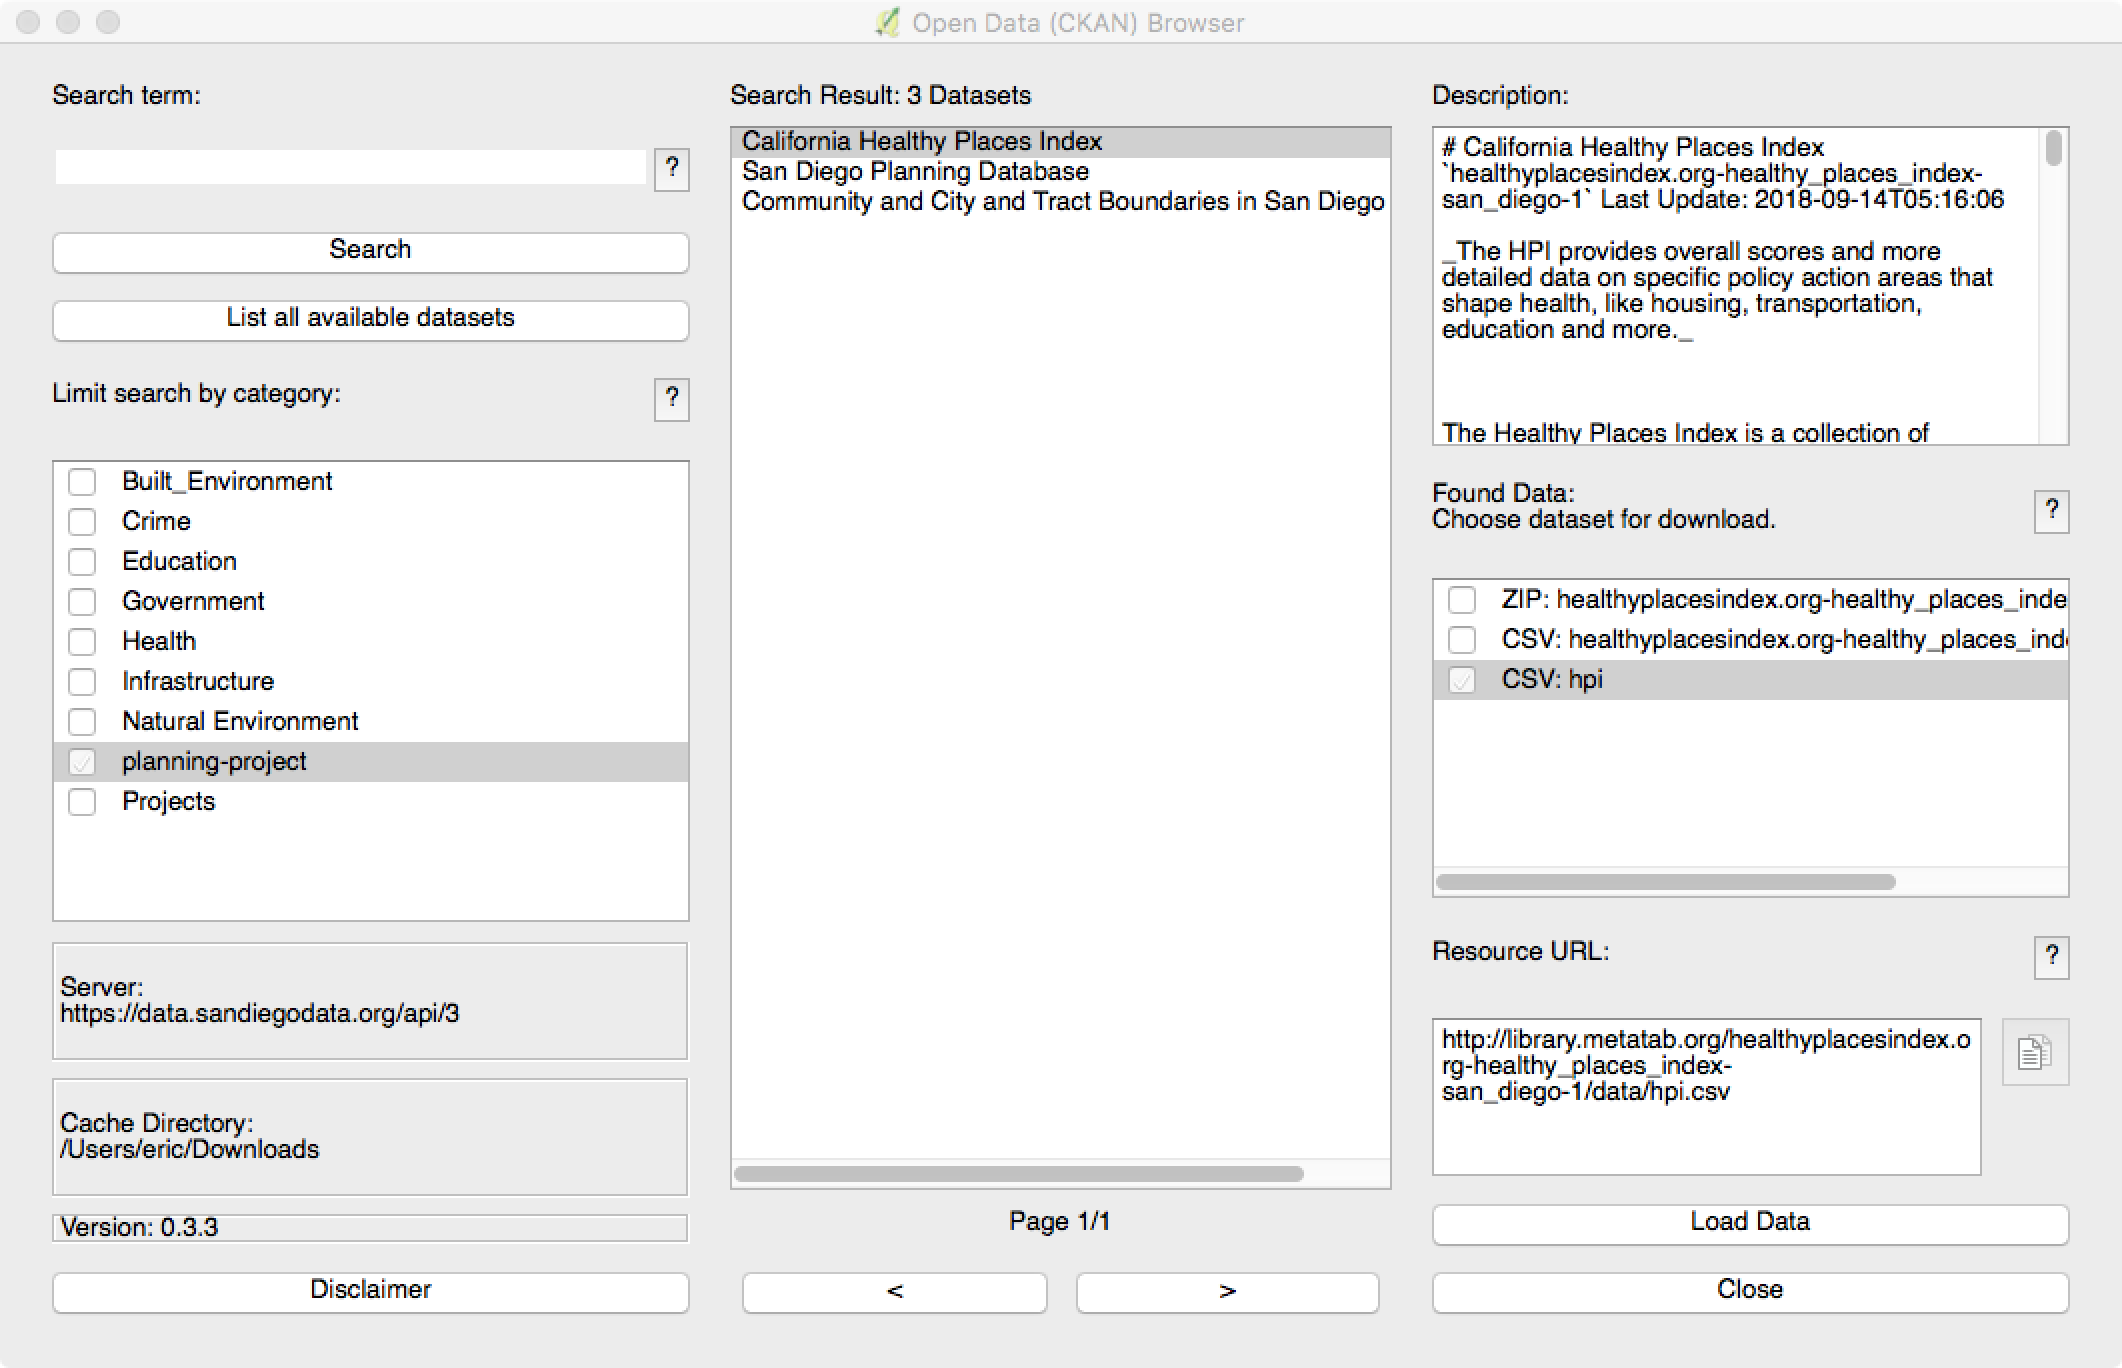 Open Data (CKAN) Browser
Search term:
?
Search
List all available datasets
Limit search by category:
?
Built_Environment
Crime
Education
Government
Health
Infrastructure
Natural Environment
planning-project
Projects
Server:
https://data.sandiegodata.org/api/3
Cache Directory:
/Users/eric/Downloads
Version: 0.3.3
Disclaimer
Search Result: 3 Datasets
California Healthy Places Index
San Diego Planning Database
Community and City and Tract Boundaries in San Diego
Page 1/1
<
>
Description:
# California Healthy Places Index
`healthyplacesindex.org-healthy_places_index-
san_diego-1` Last Update: 2018-09-14T05:16:06
_The HPI provides overall scores and more
detailed data on specific policy action areas that
shape health, like housing, transportation,
education and more._
The Healthy Places Index is a collection of
Found Data:
Choose dataset for download.
?
ZIP: healthyplacesindex.org-healthy_places_inde
CSV: healthyplacesindex.org-healthy_places_ind
CSV: hpi
Resource URL:
?
http://library.metatab.org/healthyplacesindex.o
rg-healthy_places_index-
san_diego-1/data/hpi.csv
Load Data
Close